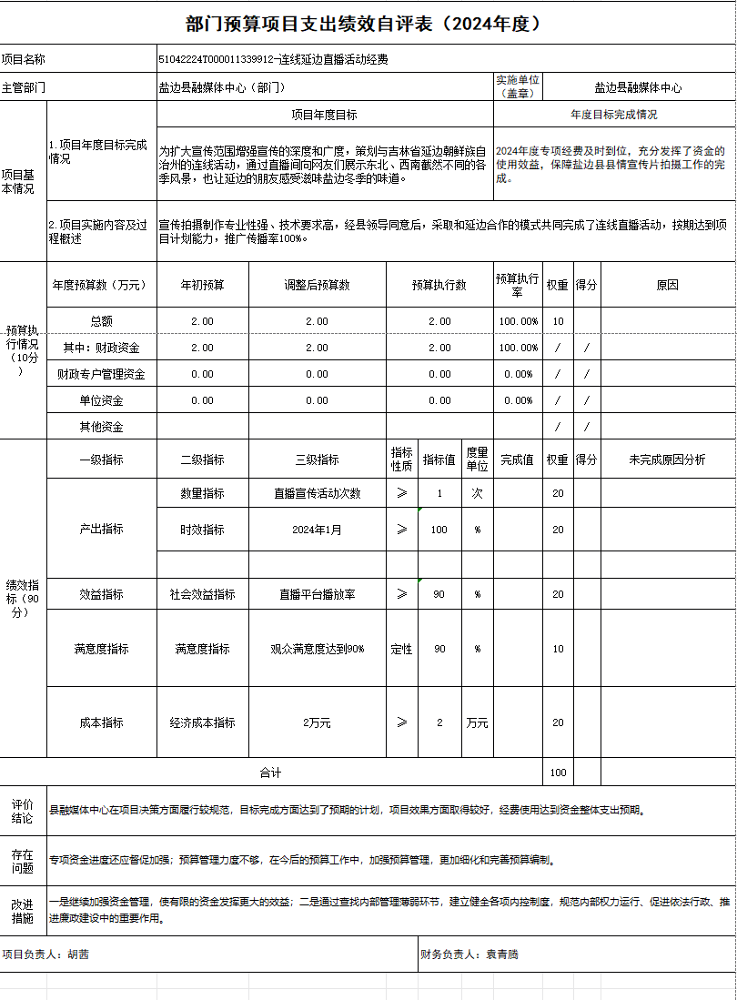 部门预算项目支出绩效自评表（2024年度）
项目名称 51042224T000011339912-连线延边直播活动经费
主管部门 盐边县融媒体中心（部门） 实施单位（盖章） 盐边县融媒体中心
项目基本情况
1.项目年度目标完成情况
项目年度目标 年度目标完成情况
为扩大宣传范围增强宣传的深度和广度，策划与吉林省延边朝鲜族自
治州的连线活动，通过直播间向网友们展示东北、西南截然不同的各
季风景，也让延边的朋友感受滋味盐边冬季的味道。
2024年度专项经费及时到位，充分发挥了资金的
使用效益，保障盐边县县情宣传片拍摄工作的完
成。
2.项目实施内容及过程概述
宣传拍摄制作专业性强、技术要求高，经县领导同意后，采取和延边合作的模式共同完成了连线直播活动，按期达到项
目计划能力，推广传播率100%。
预算执行情况（10分）
年度预算数（万元） 年初预算 调整后预算数 预算执行数 预算执行率 权重 得分 原因
总额 2.00 2.00 2.00 100.00% 10
其中：财政资金 2.00 2.00 2.00 100.00% / /
财政专户管理资金 0.00 0.00 0.00 0.00% / /
单位资金 0.00 0.00 0.00 0.00% / /
其他资金 / /
绩效指标（90分）
一级指标 二级指标 三级指标 指标性质 指标值 度量单位 完成值 权重 得分 未完成原因分析
产出指标 数量指标 直播宣传活动次数 ≥ 1 次 20
时效指标 2024年1月 ≥ 100 % 20
效益指标 社会效益指标 直播平台播放率 ≥ 90 % 20
满意度指标 满意度指标 观众满意度达到90% 定性 90 % 10
成本指标 经济成本指标 2万元 ≥ 2 万元 20
合计 100
评价结论 县融媒体中心在项目决策方面履行较规范，目标完成方面达到了预期的计划，项目效果方面取得较好，经费使用达到资金整体支出预期。
存在问题 专项资金进度还应督促加强；预算管理力度不够，在今后的预算工作中，加强预算管理，更加细化和完善预算编制。
改进措施 一是继续加强资金管理，使有限的资金发挥更大的效益；二是通过查找内部管理薄弱环节，建立健全各项内控制度，规范内部权力运行、促进依法行政、推
进廉政建设中的重要作用。
项目负责人：胡茜 财务负责人：袁青腾